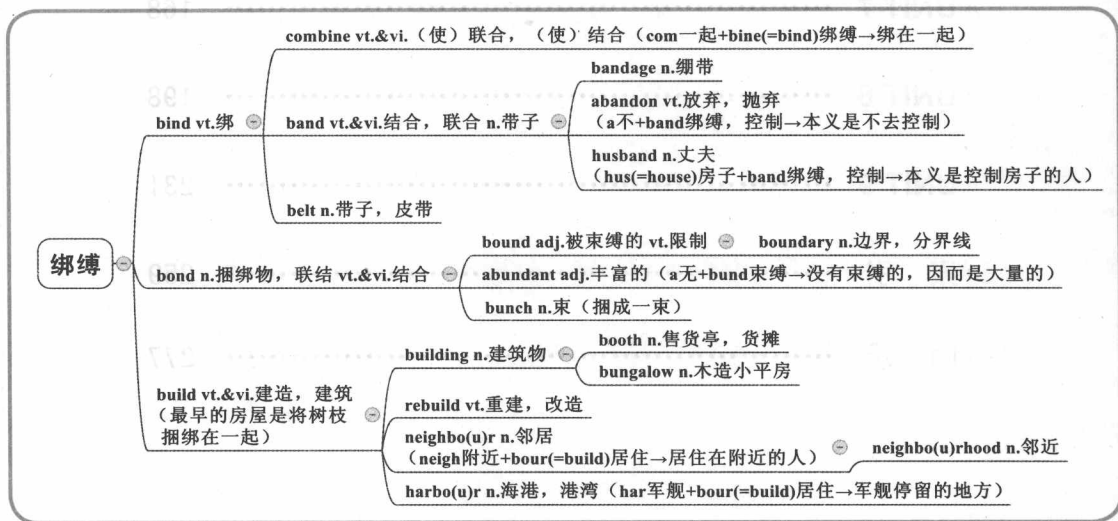 combine vt.&vi.（使）联合，（使）结合（com一起+bine(=bind)绑缚→绑在一起）
bandage n.绷带
abandon vt.放弃，抛弃
（a不+band绑缚，控制→本义是不去控制）
bind vt.绑
band vt.&vi.结合，联合 n.带子
husband n.丈夫
（hus(=house)房子+band绑缚，控制→本义是控制房子的人）
belt n.带子，皮带
绑缚
bound adj.被束缚的 vt.限制
boundary n.边界，分界线
bond n.捆绑物，联结 vt.&vi.结合
abundant adj.丰富的（a无+bund束缚→没有束缚的，因而是大量的）
bunch n.束（捆成一束）
building n.建筑物
booth n.售货亭，货摊
bungalow n.木造小平房
build vt.&vi.建造，建筑
（最早的房屋是将树枝
捆绑在一起）
rebuild vt.重建，改造
neighbo(u)r n.邻居
（neigh附近+bour(=build)居住→居住在附近的人）
neighbo(u)rhood n.邻近
harbo(u)r n.海港，港湾（har军舰+bour(=build)居住→军舰停留的地方）